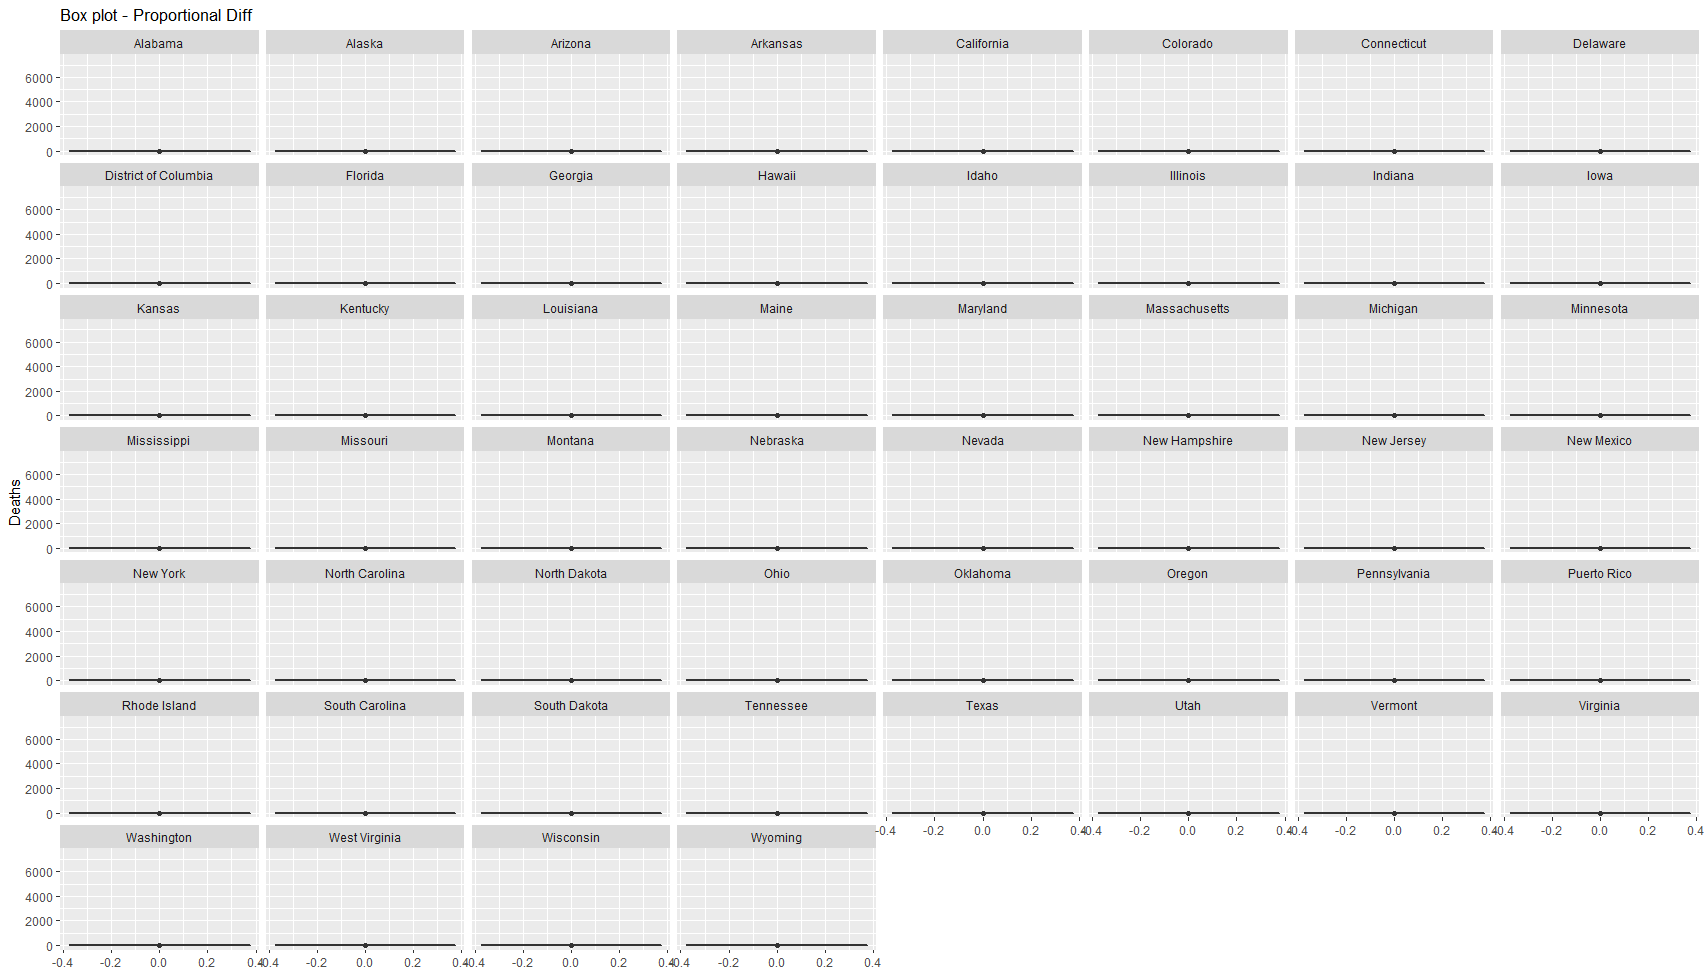 Box plot - Proportional Diff
Alabama Alaska Arizona Arkansas California Colorado Connecticut Delaware
6000
4000
2000
0
District of Columbia Florida Georgia Hawaii Idaho Illinois Indiana Iowa
6000
4000
2000
0
Kansas Kentucky Louisiana Maine Maryland Massachusetts Michigan Minnesota
6000
4000
2000
0
Mississippi Missouri Montana Nebraska Nevada New Hampshire New Jersey New Mexico
6000
4000
2000
0
Deaths
New York North Carolina North Dakota Ohio Oklahoma Oregon Pennsylvania Puerto Rico
6000
4000
2000
0
Rhode Island South Carolina South Dakota Tennessee Texas Utah Vermont Virginia
6000
4000
2000
0
-0.4 -0.2 0.0 0.2 0.4 -0.4 -0.2 0.0 0.2 0.4 -0.4 -0.2 0.0 0.2 0.4 -0.4 -0.2 0.0 0.2 0.4
Washington West Virginia Wisconsin Wyoming
6000
4000
2000
0
-0.4 -0.2 0.0 0.2 0.4 -0.4 -0.2 0.0 0.2 0.4 -0.4 -0.2 0.0 0.2 0.4 -0.4 -0.2 0.0 0.2 0.4